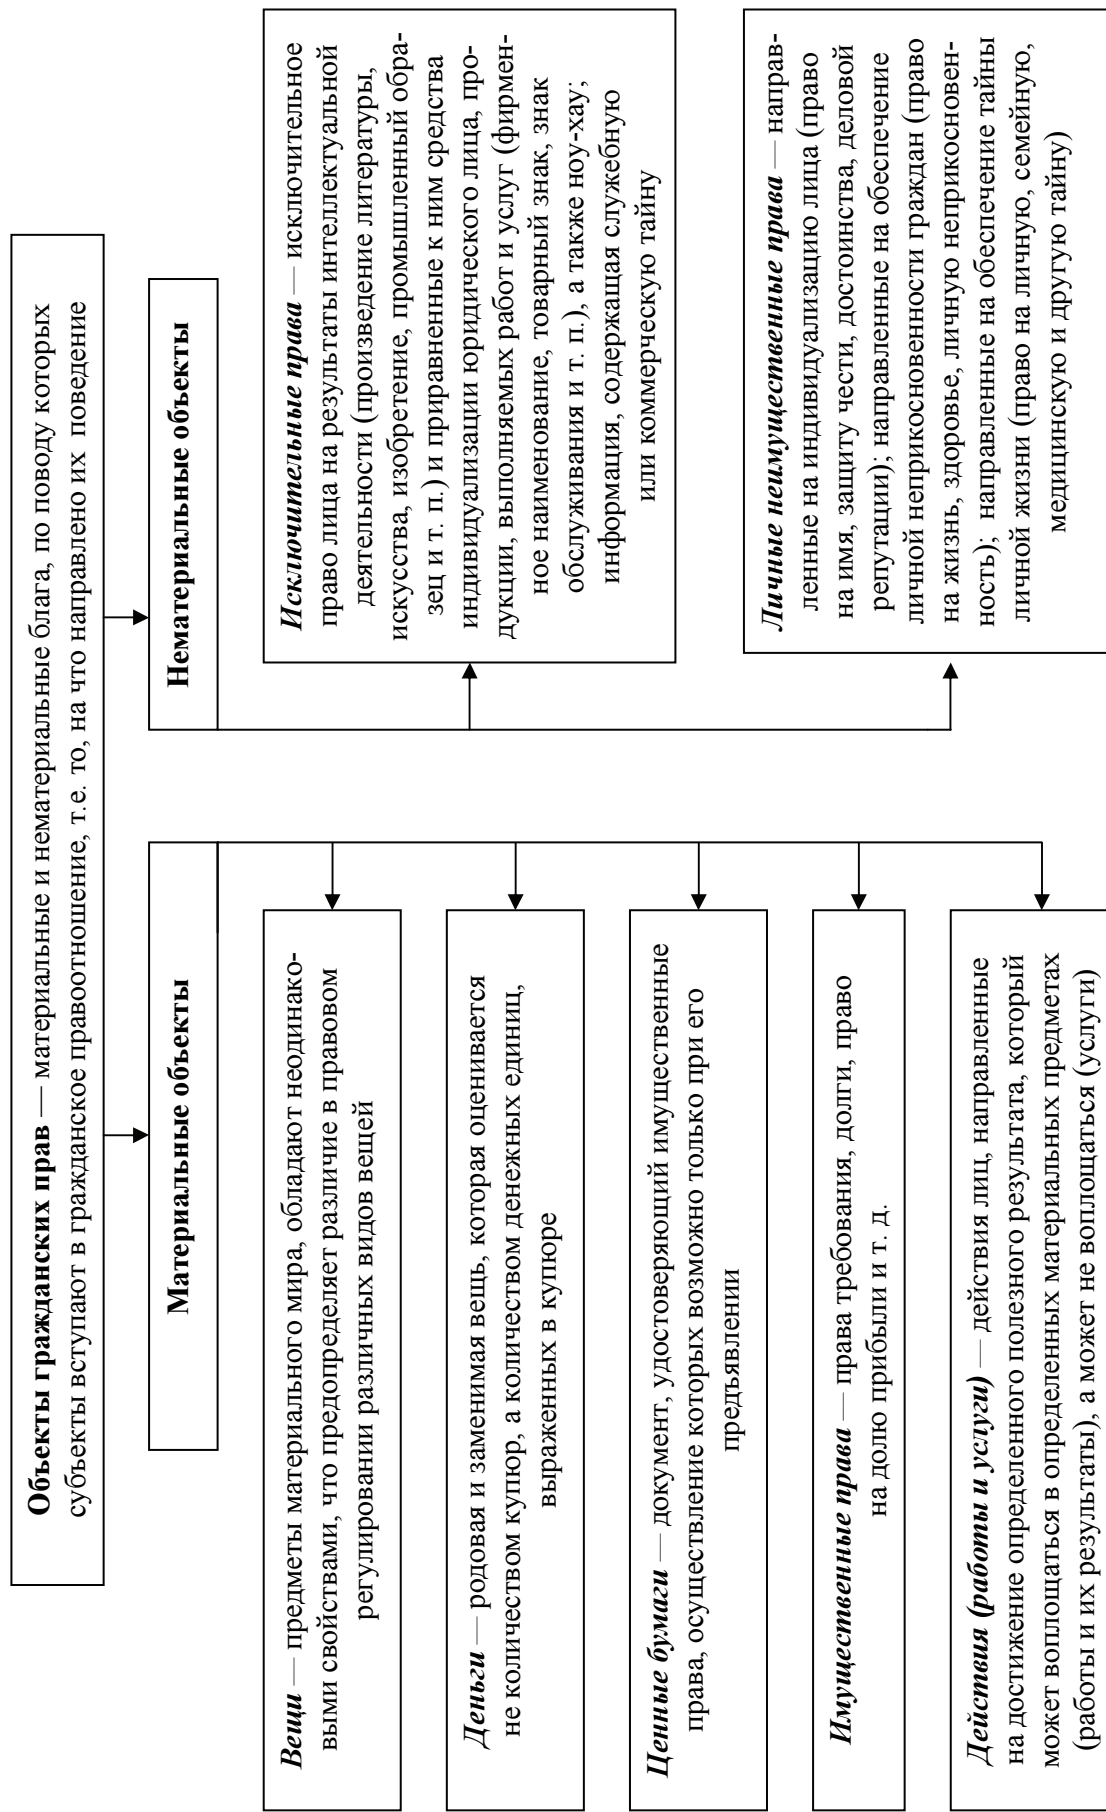 Объекты гражданских прав — материальные и нематериальные блага, по поводу которых
субъекты вступают в гражданское правоотношение, т.е. то, на что направлено их поведение
Материальные объекты
Вещи — предметы материального мира, обладают неодинако-
выми свойствами, что предопределяет различие в правовом
регулировании различных видов вещей
Деньги — родовая и заменимая вещь, которая оценивается
не количеством купюр, а количеством денежных единиц,
выраженных в купюре
Ценные бумаги — документ, удостоверяющий имущественные
права, осуществление которых возможно только при его
предъявлении
Имущественные права — права требования, долги, право
на долю прибыли и т. д.
Действия (работы и услуги) — действия лиц, направленные
на достижение определенного полезного результата, который
может воплощаться в определенных материальных предметах
(работы и их результаты), а может не воплощаться (услуги)
Нематериальные объекты
Исключительные права — исключительное
право лица на результаты интеллектуальной
деятельности (произведение литературы,
искусства, изобретение, промышленный обра-
зец и т. п.) и приравненные к ним средства
индивидуализации юридического лица, про-
дукции, выполняемых работ и услуг (фирмен-
ное наименование, товарный знак, знак
обслуживания и т. п.), а также ноу-хау;
информация, содержащая служебную
или коммерческую тайну
Личные неимущественные права — направ-
ленные на индивидуализацию лица (право
на имя, защиту чести, достоинства, деловой
репутации); направленные на обеспечение
личной неприкосновенности граждан (право
на жизнь, здоровье, личную неприкосновен-
ность); направленные на обеспечение тайны
личной жизни (право на личную, семейную,
медицинскую и другую тайну)